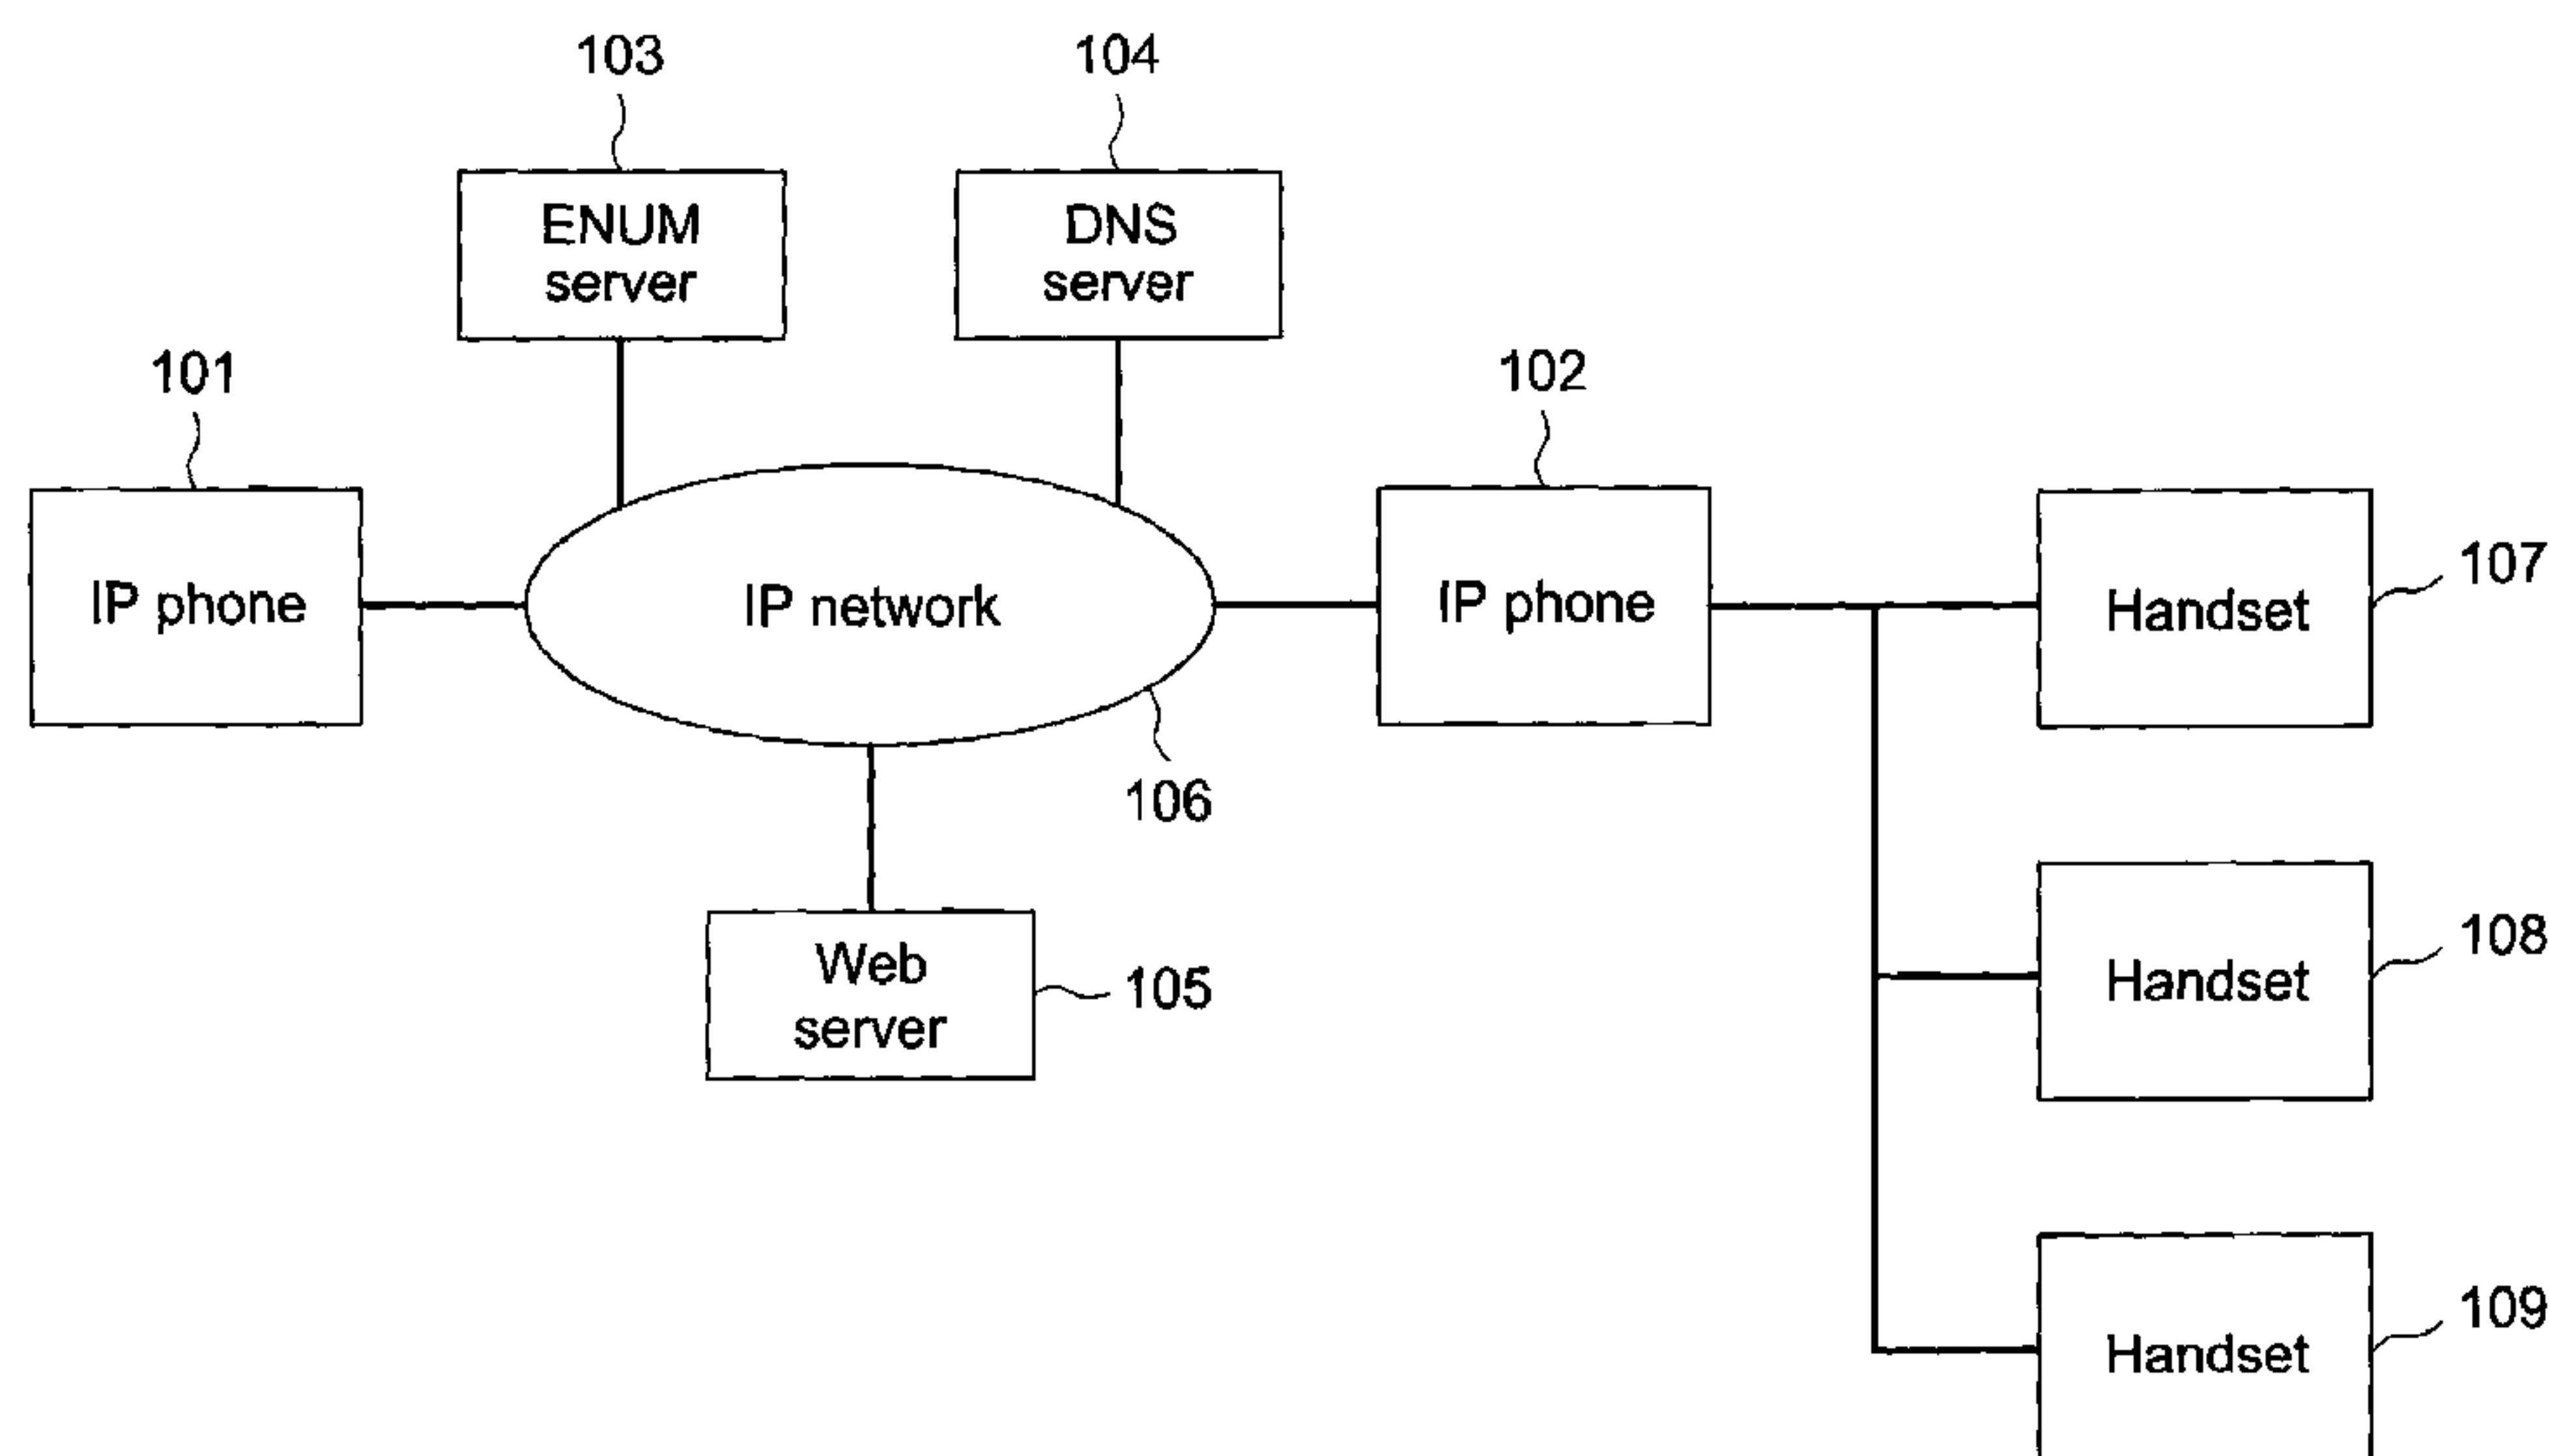 103
104
ENUM
server
DNS
server
101
102
IP phone
IP network
IP phone
Handset
107
106
Web
server
105
Handset
108
Handset
109